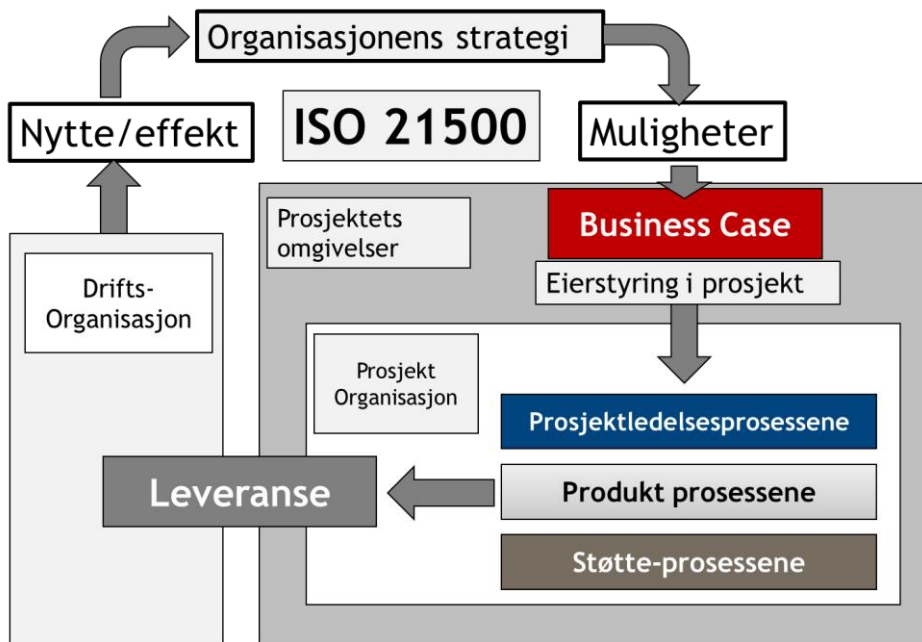 Organisasjonens strategi
Nytte/effekt
ISO 21500
Muligheter
Prosjektets
omgivelser
Business Case
Eierstyring i prosjekt
Drifts-
Organisasjon
Prosjekt
Organisasjon
Prosjektledelsesprosessene
Leveranse
Produkt prosessene
Støtte-prosessene